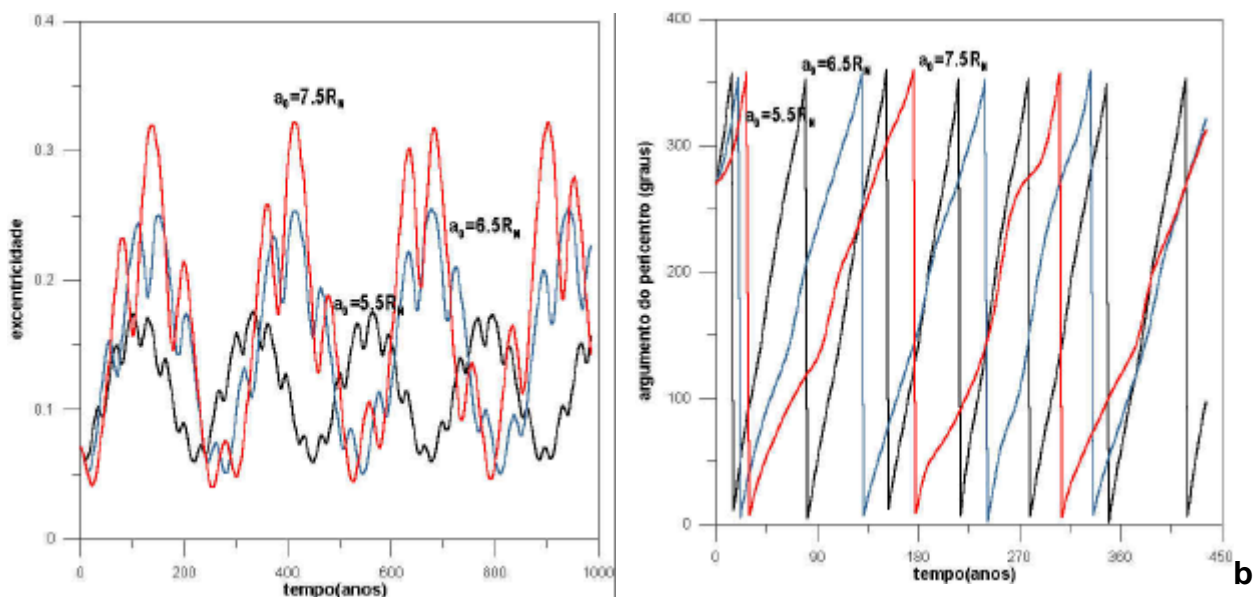 0.4
a₀=7.5Rₙ
0.3
a₀=6.5Rₙ
0.2
a₀=5.5Rₙ
0.1
0
excentricidade
0
200
400
600
800
1000
tempo(anos)
400
a₀=6.5Rₙ
a₀=7.5Rₙ
a₀=5.5Rₙ
300
200
100
0
argumento do pericentro (graus)
0
90
180
270
360
450
tempo(anos)
b